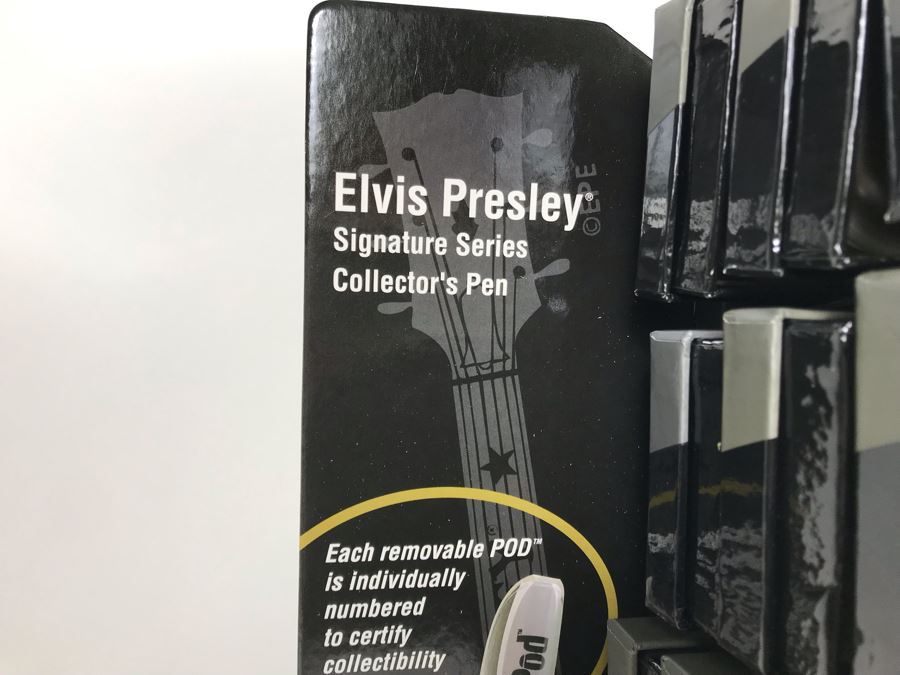 Elvis Presley®
©EPE
Signature Series
Collector's Pen
Each removable POD™
is individually
numbered
to certify
collectibility